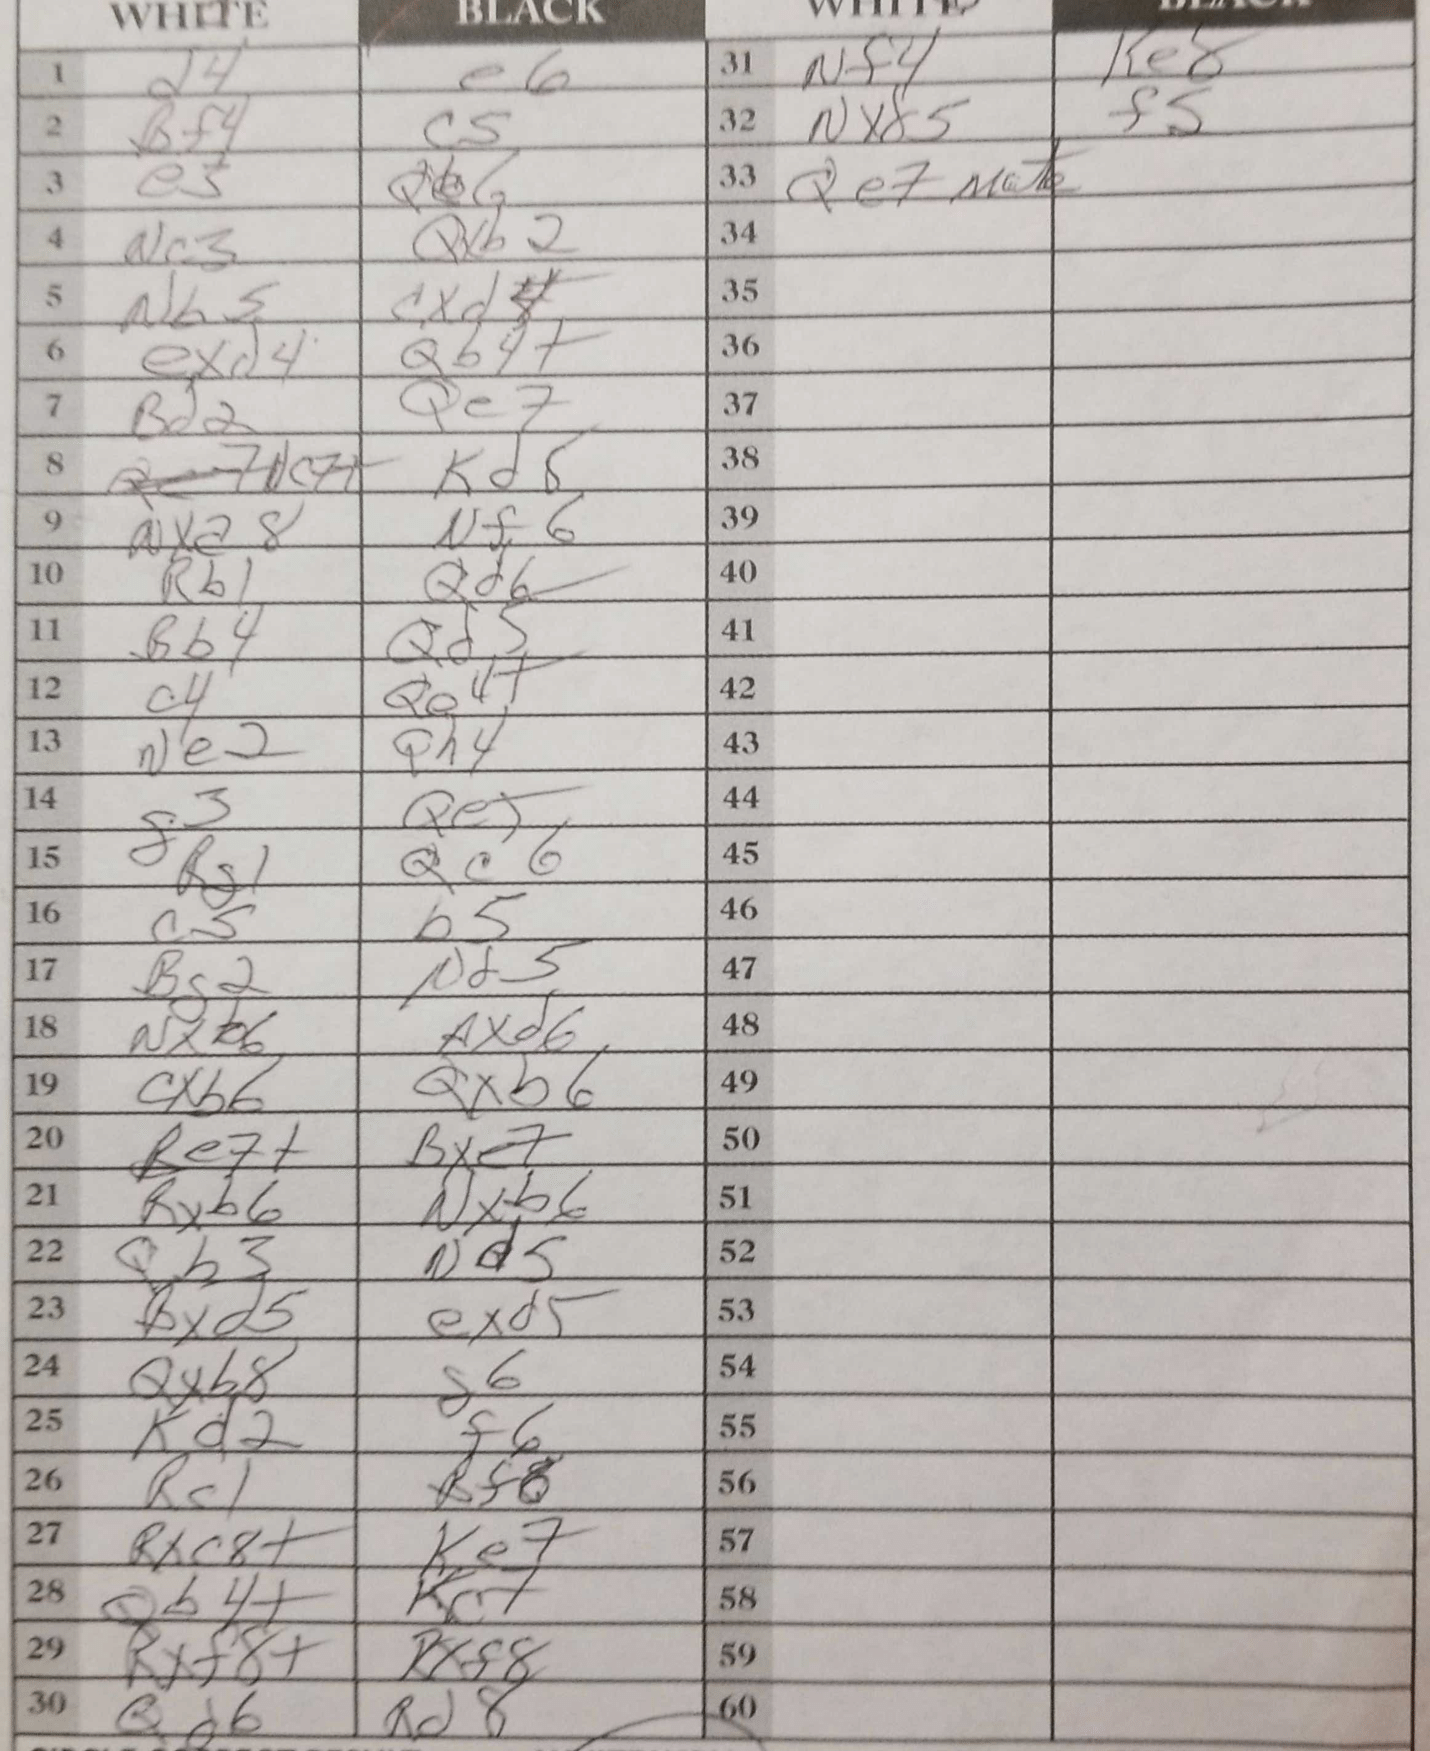 WHITE BLACK WHITE BLACK
1 d4 e6
2 Bf4 c5
3 e3 Qb6
4 Nc3 Qxb2
5 Nb5 cxd4
6 exd4 Qb4+
7 Bd2 Qe7
8 Nc7+ Kd8
9 Nxa8 Nf6
10 Rb1 Qd6
11 Bb4 Qd5
12 c4 Qe4+
13 Ne2 Qh4
14 g3 Qe5
15 Rg1 Qc6
16 c5 b5
17 Bg2 Nd5
18 Nxb6 Axd6
19 cxb6 Qxb6
20 Be7+ Bxe7
21 Rxb6 Nxb6
22 Qb3 Nd5
23 Bxd5 exd5
24 Qxb8 g6
25 Kd2 f6
26 Rc1 Rf8
27 Rxc8+ Ke7
28 Qb4+ Kf7
29 Rxf8+ Rxf8
30 Qd6 Rd8
31 Nf4 Ke8
32 Nxd5 f5
33 Qe7 Mate
34
35
36
37
38
39
40
41
42
43
44
45
46
47
48
49
50
51
52
53
54
55
56
57
58
59
60